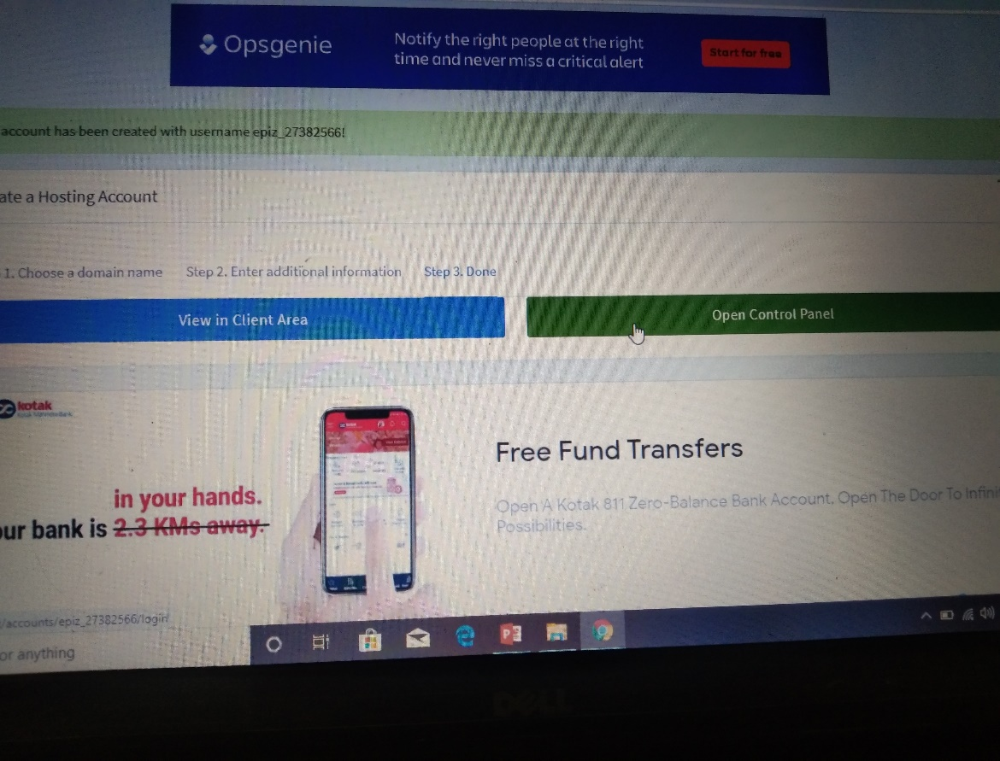 Opsgenie
Notify the right people at the right
time and never miss a critical alert
Start for free
account has been created with username epiz_27382566!
ate a Hosting Account
1. Choose a domain name
Step 2. Enter additional information
Step 3. Done
View in Client Area
Open Control Panel
kotak
Kotak Mahindra Bank
in your hands.
our bank is 2.3 KMs away.
Free Fund Transfers
Open A Kotak 811 Zero-Balance Bank Account. Open The Door To Infini
Possibilities.
/accounts/epiz_27382566/login
or anything
DELL